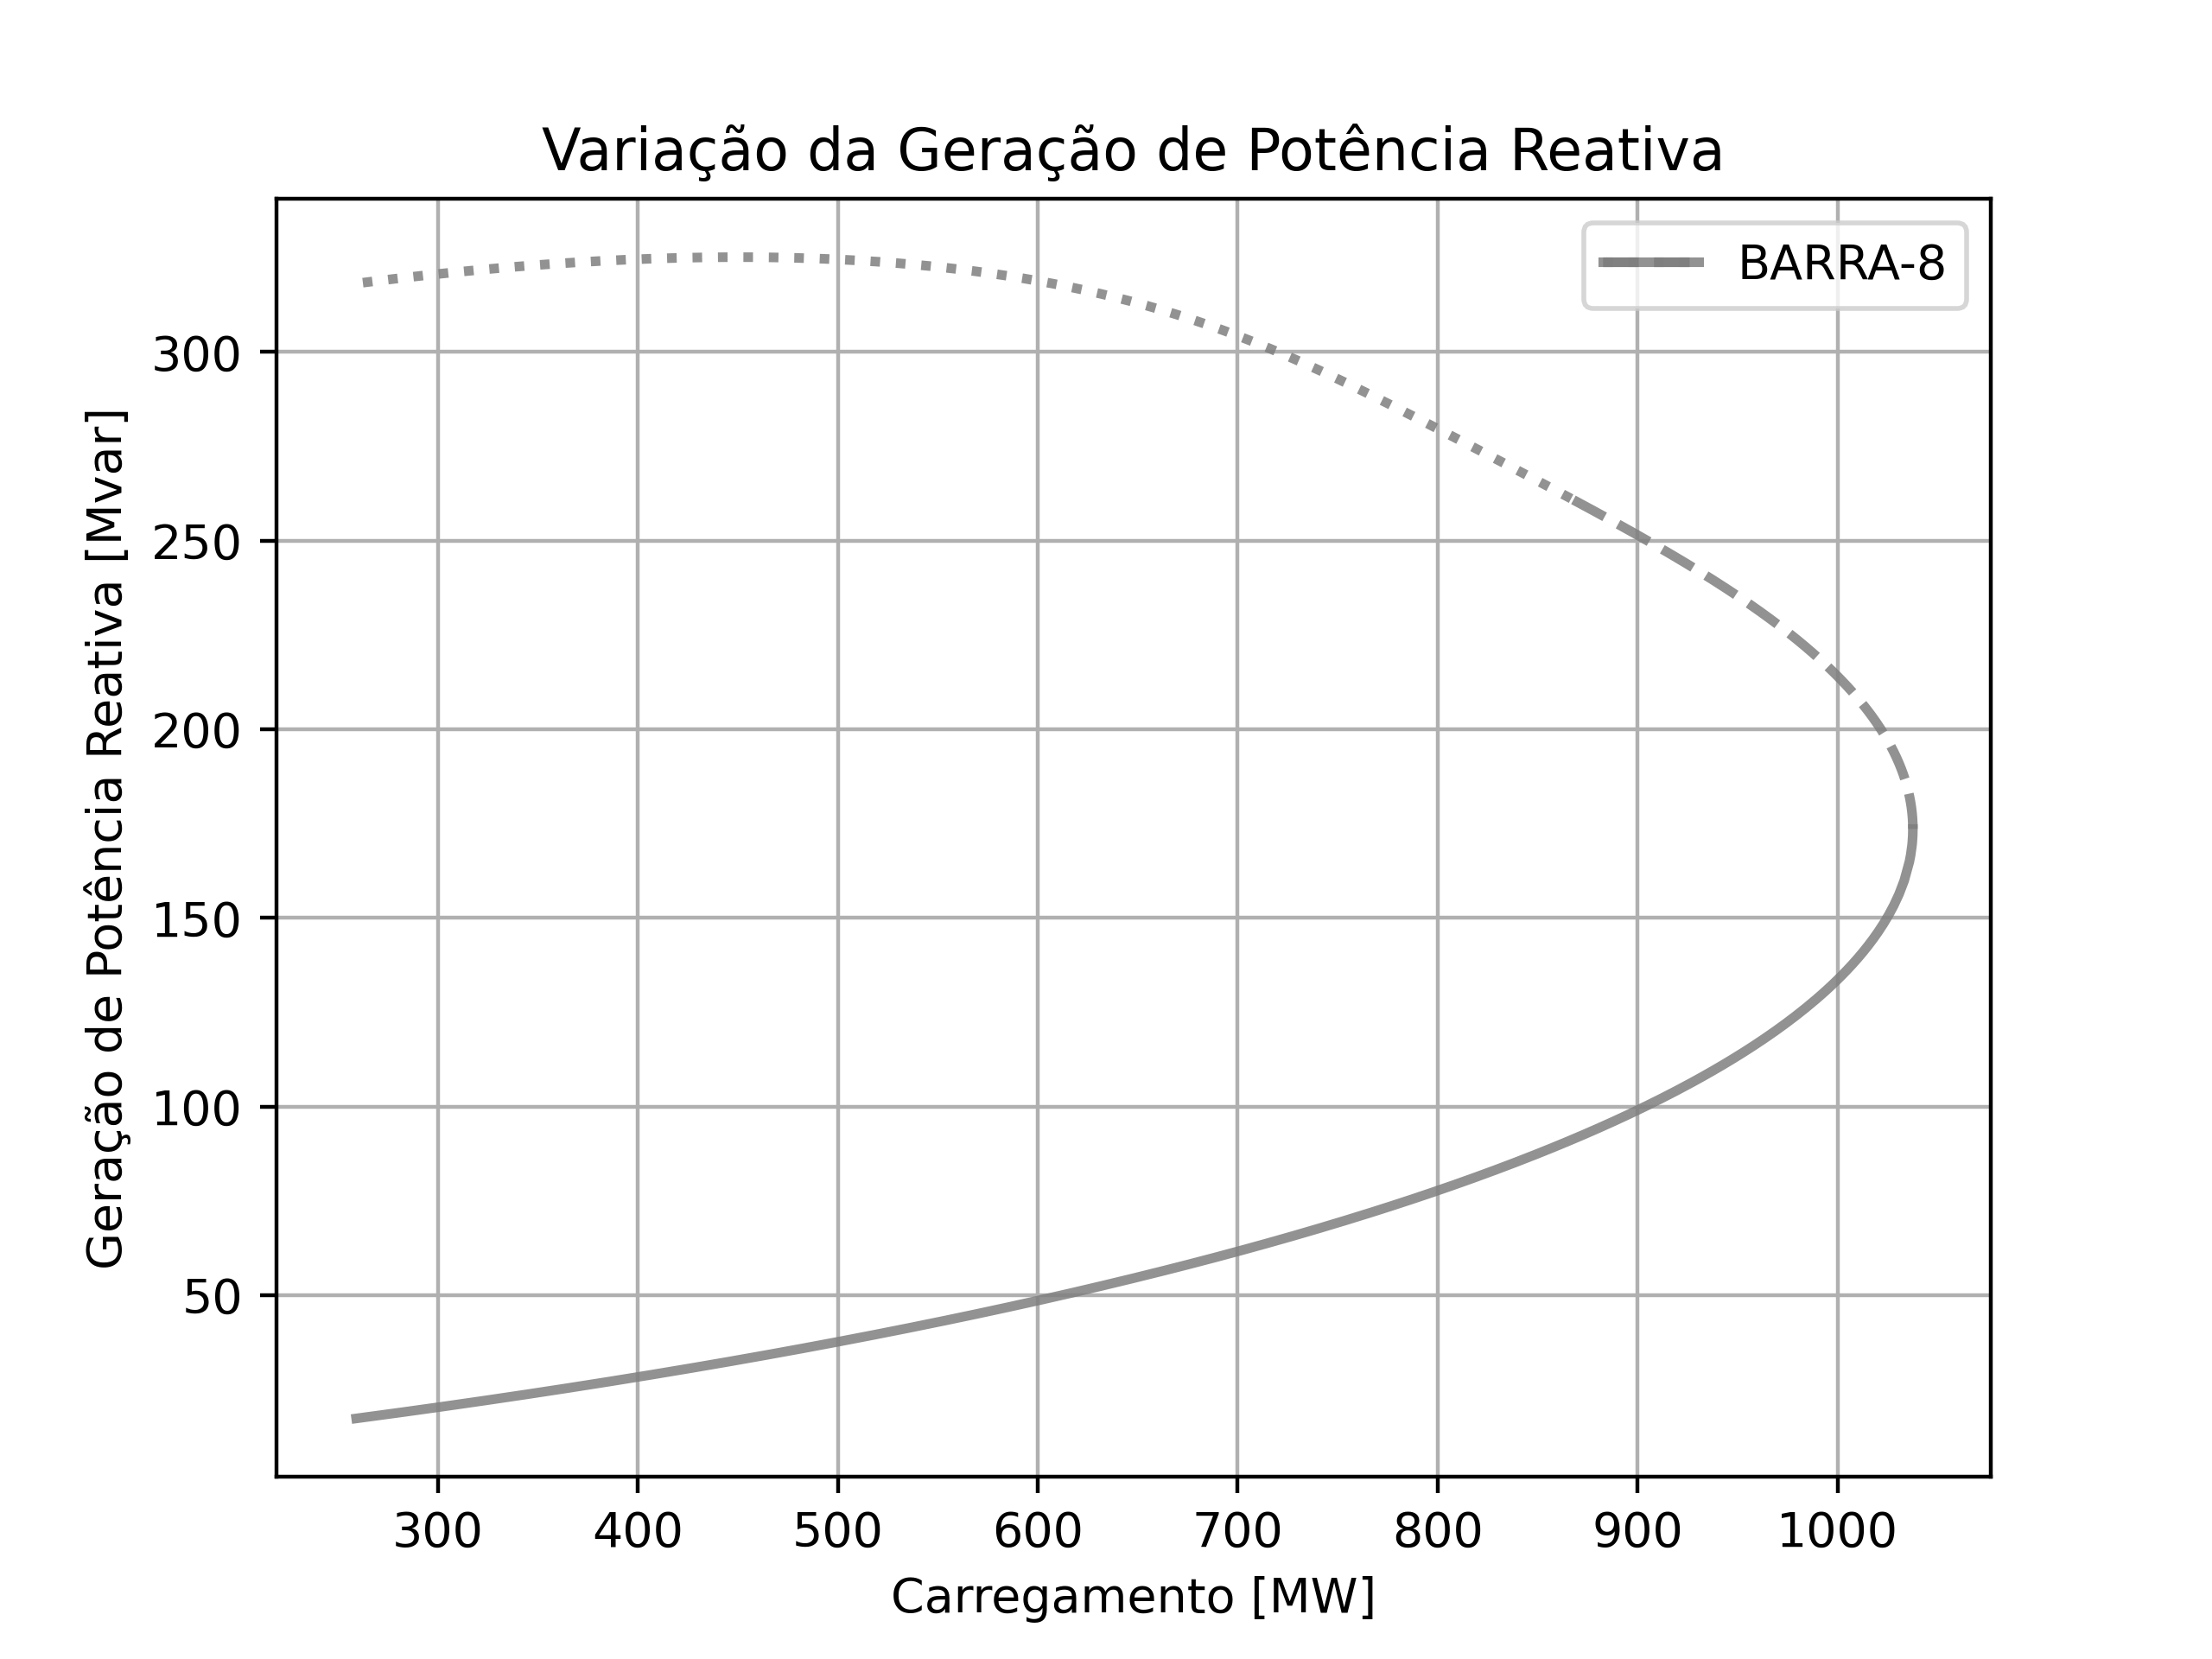 Variação da Geração de Potência Reativa
BARRA-8
Geração de Potência Reativa [Mvar]
300
250
200
150
100
50
300 400 500 600 700 800 900 1000
Carregamento [MW]